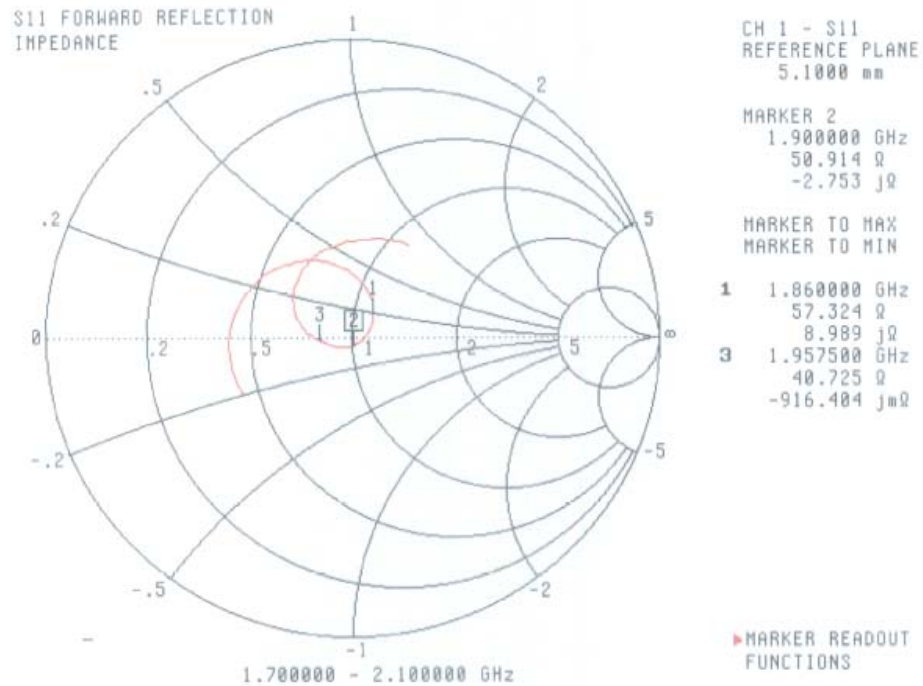 S11 FORWARD REFLECTION
IMPEDANCE
CH 1 - S11
REFERENCE PLANE
5.1000 mm
MARKER 2
1.900000 GHz
50.914 Ω
-2.753 jΩ
MARKER TO MAX
MARKER TO MIN
1 1.860000 GHz
57.324 Ω
8.989 jΩ
3 1.957500 GHz
40.725 Ω
-916.404 jmΩ
1
.5
2
.2
5
1
3
2
0
.2
.5
1
2
5
∞
-.2
-5
-.5
-2
-1
1.700000 - 2.100000 GHz
▶MARKER READOUT
FUNCTIONS